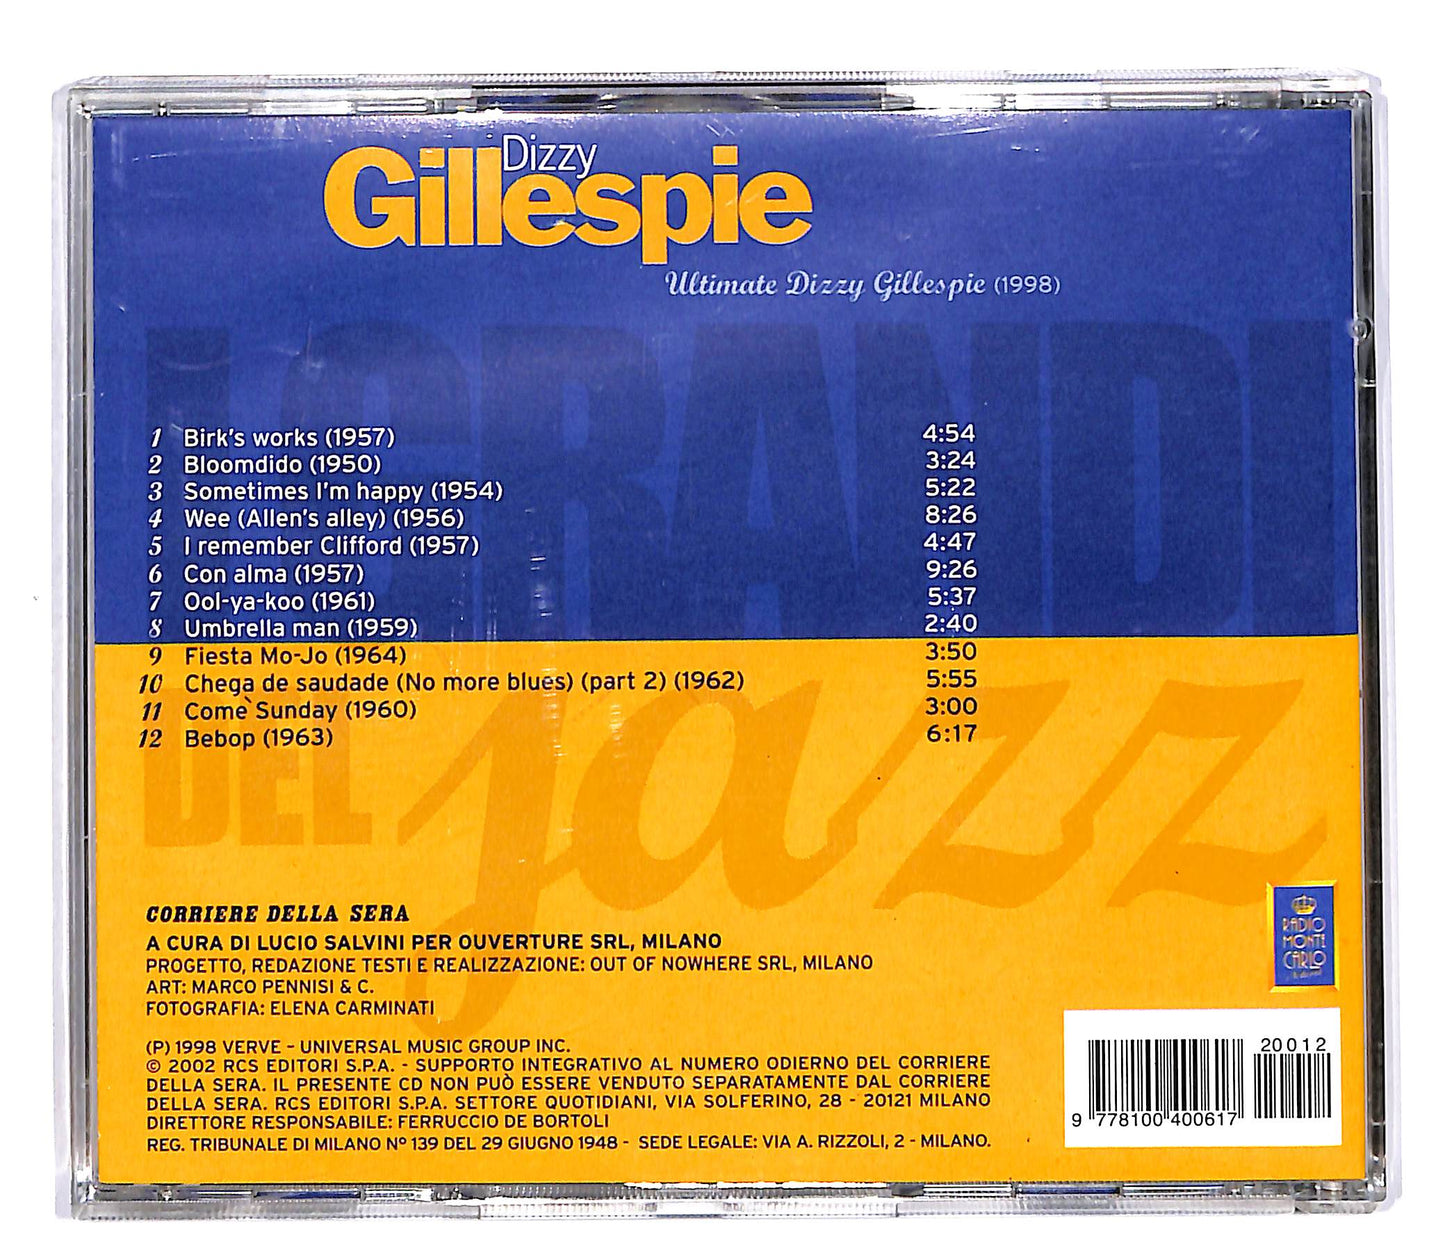 Dizzy
Gillespie
Ultimate Dizzy Gillespie (1998)
I GRANDI
DEL jazz
1 Birk's works (1957) 4:54
2 Bloomdido (1950) 3:24
3 Sometimes I'm happy (1954) 5:22
4 Wee (Allen's alley) (1956) 8:26
5 I remember Clifford (1957) 4:47
6 Con alma (1957) 9:26
7 Ool-ya-koo (1961) 5:37
8 Umbrella man (1959) 2:40
9 Fiesta Mo-Jo (1964) 3:50
10 Chega de saudade (No more blues) (part 2) (1962) 5:55
11 Come Sunday (1960) 3:00
12 Bebop (1963) 6:17
CORRIERE DELLA SERA
A CURA DI LUCIO SALVINI PER OUVERTURE SRL, MILANO
PROGETTO, REDAZIONE TESTI E REALIZZAZIONE: OUT OF NOWHERE SRL, MILANO
ART: MARCO PENNISI & C.
FOTOGRAFIA: ELENA CARMINATI
(P) 1998 VERVE - UNIVERSAL MUSIC GROUP INC.
© 2002 RCS EDITORI S.P.A. - SUPPORTO INTEGRATIVO AL NUMERO ODIERNO DEL CORRIERE
DELLA SERA. IL PRESENTE CD NON PUÒ ESSERE VENDUTO SEPARATAMENTE DAL CORRIERE
DELLA SERA. RCS EDITORI S.P.A. SETTORE QUOTIDIANI, VIA SOLFERINO, 28 - 20121 MILANO
DIRETTORE RESPONSABILE: FERRUCCIO DE BORTOLI
REG. TRIBUNALE DI MILANO N° 139 DEL 29 GIUGNO 1948 - SEDE LEGALE: VIA A. RIZZOLI, 2 - MILANO.
RADIO
MONTE
CARLO
20012
9 778100 400617